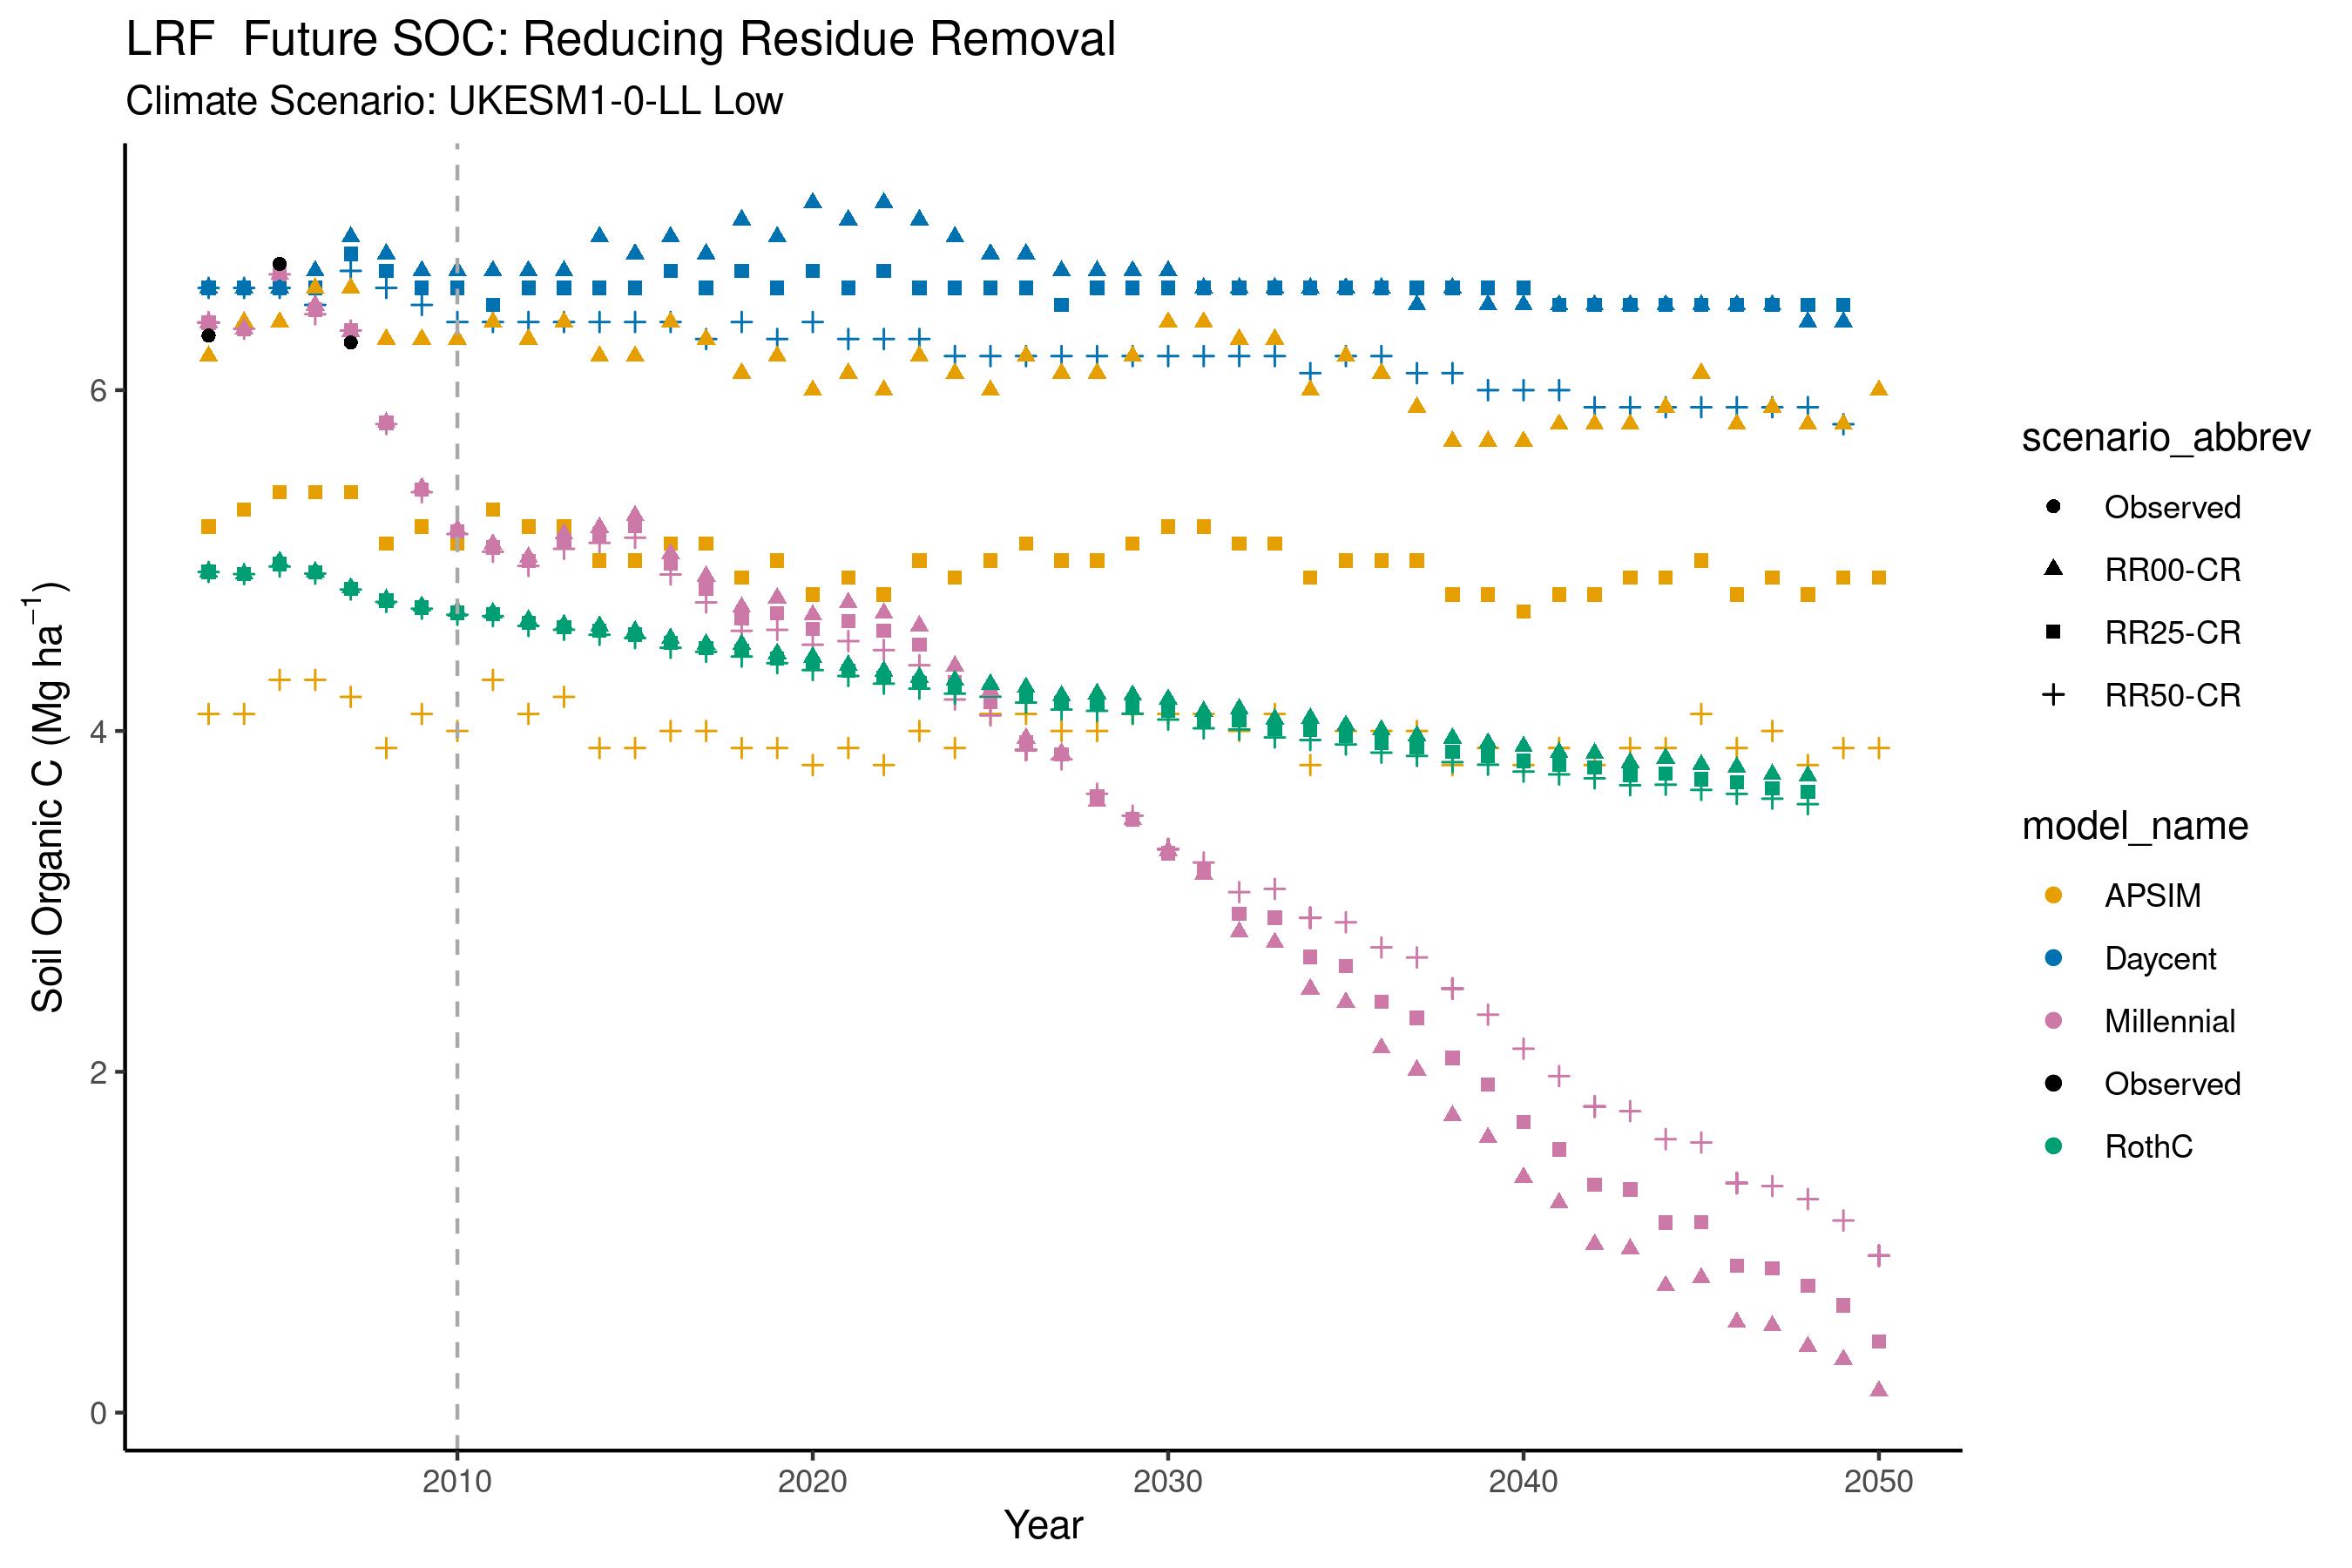 LRF  Future SOC: Reducing Residue Removal
Climate Scenario: UKESM1-0-LL Low
Soil Organic C (Mg ha⁻¹)
6
4
2
0
2010
2020
2030
2040
2050
Year
scenario_abbrev
Observed
RR00-CR
RR25-CR
RR50-CR
model_name
APSIM
Daycent
Millennial
Observed
RothC